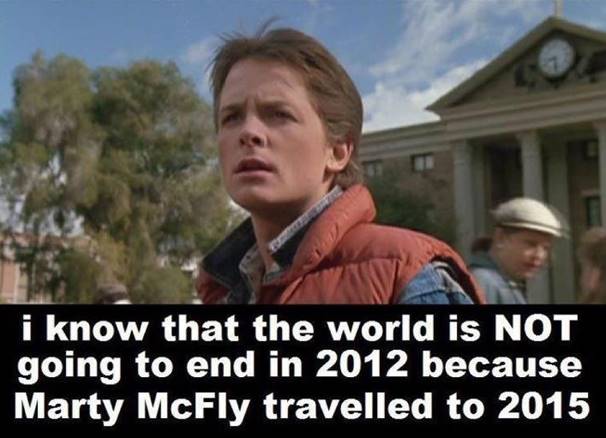 i know that the world is NOT
going to end in 2012 because
Marty McFly travelled to 2015